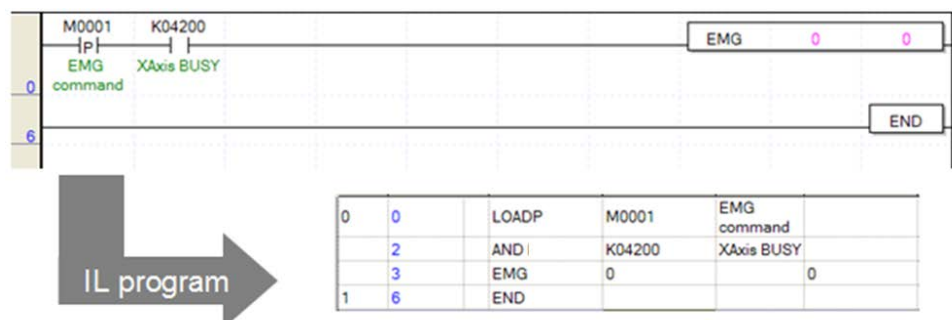 M0001 K04200
P EMG 0 0
EMG XAxis BUSY
command
0
END
6
0 0 LOADP M0001 EMG
command
2 AND K04200 XAxis BUSY
3 EMG 0 0
1 6 END
IL program